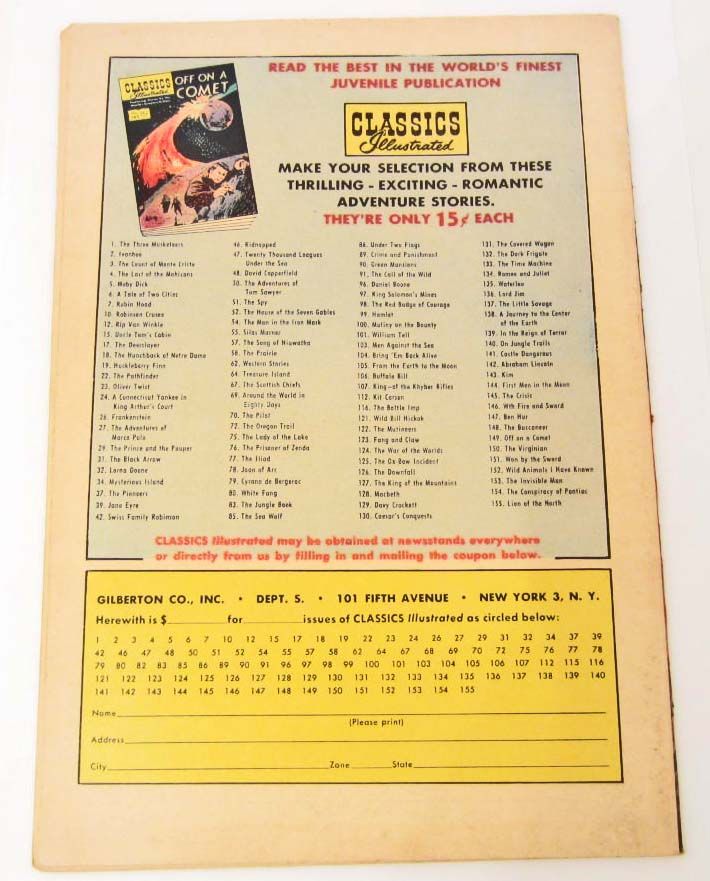 CLASSICS
Illustrated
OFF ON A
COMET
READ THE BEST IN THE WORLD'S FINEST
JUVENILE PUBLICATION
CLASSICS
Illustrated
MAKE YOUR SELECTION FROM THESE
THRILLING - EXCITING - ROMANTIC
ADVENTURE STORIES.
THEY'RE ONLY 15¢ EACH
1. The Three Musketeers
2. Ivanhoe
3. The Count of Monte Cristo
4. The Last of the Mohicans
5. Moby Dick
6. A Tale of Two Cities
7. Robin Hood
10. Robinson Crusoe
12. Rip Van Winkle
15. Uncle Tom's Cabin
17. The Deerslayer
18. The Hunchback of Notre Dame
19. Huckleberry Finn
22. The Pathfinder
23. Oliver Twist
24. A Connecticut Yankee in
King Arthur's Court
26. Frankenstein
27. The Adventures of
Marco Polo
29. The Prince and the Pauper
31. The Black Arrow
32. Lorna Doone
34. Mysterious Island
37. The Pioneers
39. Jane Eyre
42. Swiss Family Robinson
46. Kidnapped
47. Twenty Thousand Leagues
Under the Sea
48. David Copperfield
50. The Adventures of
Tom Sawyer
51. The Spy
52. The House of the Seven Gables
54. The Man in the Iron Mask
55. Silas Marner
57. The Song of Hiawatha
58. The Prairie
62. Western Stories
64. Treasure Island
67. The Scottish Chiefs
69. Around the World in
Eighty Days
70. The Pilot
72. The Oregon Trail
75. The Lady of the Lake
76. The Prisoner of Zenda
77. The Iliad
78. Joan of Arc
79. Cyrano de Bergerac
80. White Fang
83. The Jungle Book
85. The Sea Wolf
86. Under Two Flags
89. Crime and Punishment
90. Green Mansions
91. The Call of the Wild
96. Daniel Boone
97. King Solomon's Mines
98. The Red Badge of Courage
99. Hamlet
100. Mutiny on the Bounty
101. William Tell
103. Men Against the Sea
104. Bring 'Em Back Alive
105. From the Earth to the Moon
106. Buffalo Bill
107. King-of the Khyber Rifles
112. Kit Carson
116. The Bottle Imp
121. Wild Bill Hickok
122. The Mutineers
123. Fang and Claw
124. The War of the Worlds
125. The Ox Bow Incident
126. The Downfall
127. The King of the Mountains
128. Macbeth
129. Davy Crockett
130. Caesar's Conquests
131. The Covered Wagon
132. The Dark Frigate
133. The Time Machine
134. Romeo and Juliet
135. Waterloo
136. Lord Jim
137. The Little Savage
138. A Journey to the Center
of the Earth
139. In the Reign of Terror
140. On Jungle Trails
141. Castle Dangerous
142. Abraham Lincoln
143. Kim
144. First Men in the Moon
145. The Crisis
146. With Fire and Sword
147. Ben Hur
148. The Buccaneer
149. Off on a Comet
150. The Virginian
151. Won by the Sword
152. Wild Animals I Have Known
153. The Invisible Man
154. The Conspiracy of Pontiac
155. Lion of the North
CLASSICS Illustrated may be obtained at newsstands everywhere
or directly from us by filling in and mailing the coupon below.
GILBERTON CO., INC. • DEPT. S. • 101 FIFTH AVENUE • NEW YORK 3, N. Y.
Herewith is $ for issues of CLASSICS Illustrated as circled below:
1 2 3 4 5 6 7 10 12 15 17 18 19 22 23 24 26 27 29 31 32 34 37 39
42 46 47 48 50 51 52 54 55 57 58 62 64 67 69 70 72 75 76 77 78
79 80 82 83 85 86 89 90 91 96 97 98 99 100 101 103 104 105 106 107 112 115 116
121 122 123 124 125 126 127 128 129 130 131 132 133 134 135 136 137 138 139 140
141 142 143 144 145 146 147 148 149 150 151 152 153 154 155
Name
(Please print)
Address
City Zone State